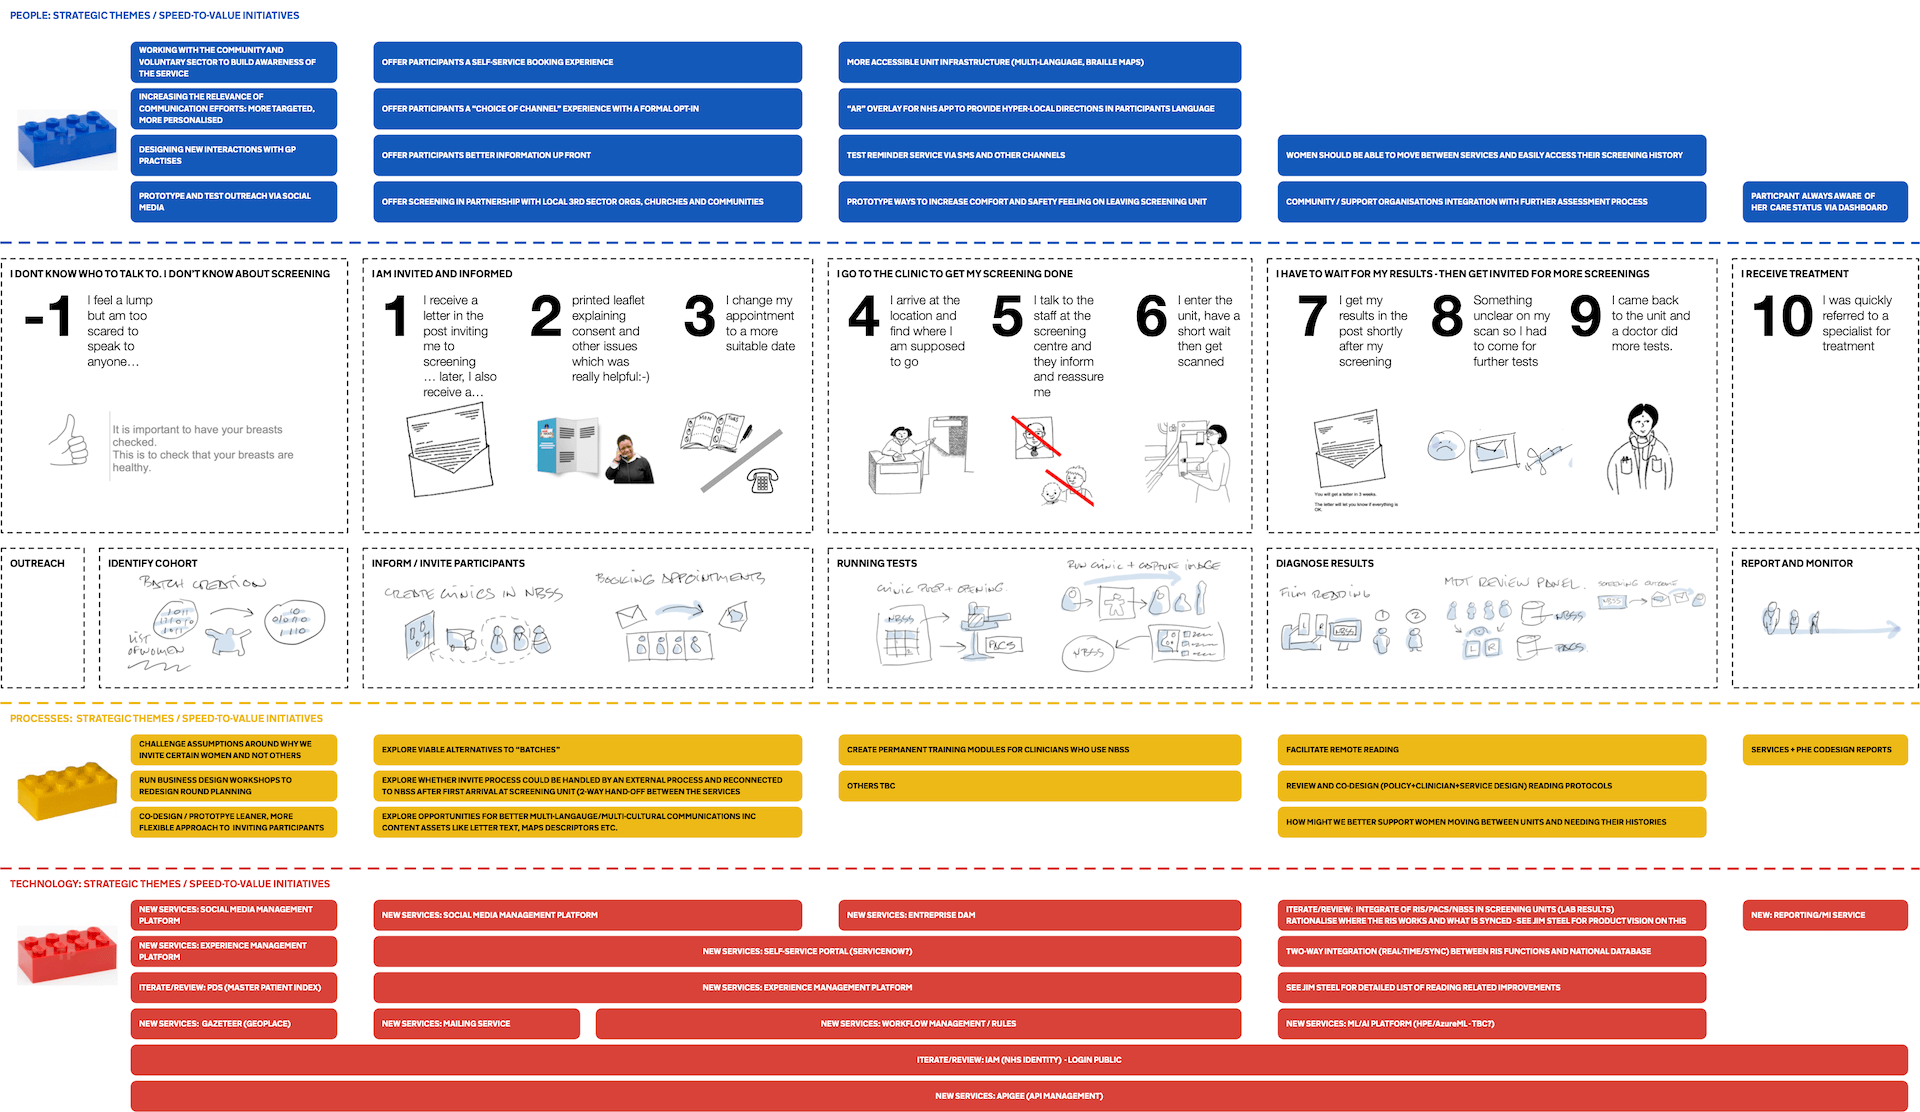 PEOPLE: STRATEGIC THEMES / SPEED-TO-VALUE INITIATIVES
WORKING WITH THE COMMUNITY AND
VOLUNTARY SECTOR TO BUILD AWARENESS OF
THE SERVICE
INCREASING THE RELEVANCE OF
COMMUNICATION EFFORTS: MORE TARGETED,
MORE PERSONALISED
DESIGNING NEW INTERACTIONS WITH GP
PRACTISES
PROTOTYPE AND TEST OUTREACH VIA SOCIAL
MEDIA
OFFER PARTICIPANTS A SELF-SERVICE BOOKING EXPERIENCE
OFFER PARTICIPANTS A "CHOICE OF CHANNEL" EXPERIENCE WITH A FORMAL OPT-IN
OFFER PARTICIPANTS BETTER INFORMATION UP FRONT
OFFER SCREENING IN PARTNERSHIP WITH LOCAL 3RD SECTOR ORGS, CHURCHES AND COMMUNITIES
MORE ACCESSIBLE UNIT INFRASTRUCTURE (MULTI-LANGUAGE, BRAILLE MAPS)
"AR" OVERLAY FOR NHS APP TO PROVIDE HYPER-LOCAL DIRECTIONS IN PARTICIPANTS LANGUAGE
TEST REMINDER SERVICE VIA SMS AND OTHER CHANNELS
PROTOTYPE WAYS TO INCREASE COMFORT AND SAFETY FEELING ON LEAVING SCREENING UNIT
WOMEN SHOULD BE ABLE TO MOVE BETWEEN SERVICES AND EASILY ACCESS THEIR SCREENING HISTORY
COMMUNITY / SUPPORT ORGANISATIONS INTEGRATION WITH FURTHER ASSESSMENT PROCESS
PARTICPANT ALWAYS AWARE OF
HER CARE STATUS VIA DASHBOARD
I DONT KNOW WHO TO TALK TO. I DON'T KNOW ABOUT SCREENING
-1
I feel a lump
but am too
scared to
speak to
anyone...
It is important to have your breasts
checked.
This is to check that your breasts are
healthy.
I AM INVITED AND INFORMED
1
I receive a
letter in the
post inviting
me to
screening
... later, I also
receive a...
2
printed leaflet
explaining
consent and
other issues
which was
really helpful:-)
3
I change my
appointment
to a more
suitable date
I GO TO THE CLINIC TO GET MY SCREENING DONE
4
I arrive at the
location and
find where I
am supposed
to go
5
I talk to the
staff at the
screening
centre and
they inform
and reassure
me
6
I enter the
unit, have a
short wait
then get
scanned
I HAVE TO WAIT FOR MY RESULTS - THEN GET INVITED FOR MORE SCREENINGS
7
I get my
results in the
post shortly
after my
screening
You will get a letter in 2 weeks.
The letter will let you know if everything is
OK.
8
Something
unclear on my
scan so I had
to come for
further tests
9
I came back
to the unit and
a doctor did
more tests.
I RECEIVE TREATMENT
10
I was quickly
referred to a
specialist for
treatment
OUTREACH
IDENTIFY COHORT
BATCH CREATION
LIST
OF WOMEN
INFORM / INVITE PARTICIPANTS
CREATE CLINICS IN NBSS
BOOKING APPOINTMENTS
RUNNING TESTS
CLINIC PREP + OPENING
NBSS
PACS
RUN CLINIC + CAPTURE IMAGE
NBSS
DIAGNOSE RESULTS
FILM READING
L R NBSS
1 2
MDT REVIEW PANEL.
NBSS
L R
PACS
SCREENING OUTCOME
NBSS
REPORT AND MONITOR
PROCESSES: STRATEGIC THEMES / SPEED-TO-VALUE INITIATIVES
CHALLENGE ASSUMPTIONS AROUND WHY WE
INVITE CERTAIN WOMEN AND NOT OTHERS
RUN BUSINESS DESIGN WORKSHOPS TO
REDESIGN ROUND PLANNING
CO-DESIGN / PROTOTPYE LEANER, MORE
FLEXIBLE APPROACH TO INVITING PARTICIPANTS
EXPLORE VIABLE ALTERNATIVES TO "BATCHES"
EXPLORE WHETHER INVITE PROCESS COULD BE HANDLED BY AN EXTERNAL PROCESS AND RECONNECTED
TO NBSS AFTER FIRST ARRIVAL AT SCREENING UNIT (2-WAY HAND-OFF BETWEEN THE SERVICES
EXPLORE OPPORTUNITIES FOR BETTER MULTI-LANGAUGE/MULTI-CULTURAL COMMUNICATIONS INC
CONTENT ASSETS LIKE LETTER TEXT, MAPS DESCRIPTORS ETC.
CREATE PERMANENT TRAINING MODULES FOR CLINICIANS WHO USE NBSS
OTHERS TBC
FACILITATE REMOTE READING
REVIEW AND CO-DESIGN (POLICY+CLINICIAN+SERVICE DESIGN) READING PROTOCOLS
HOW MIGHT WE BETTER SUPPORT WOMEN MOVING BETWEEN UNITS AND NEEDING THEIR HISTORIES
SERVICES + PHE CODESIGN REPORTS
TECHNOLOGY: STRATEGIC THEMES / SPEED-TO-VALUE INITIATIVES
NEW SERVICES: SOCIAL MEDIA MANAGEMENT
PLATFORM
NEW SERVICES: EXPERIENCE MANAGEMENT
PLATFORM
ITERATE/REVIEW: PDS (MASTER PATIENT INDEX)
NEW SERVICES: GAZETEER (GEOPLACE)
NEW SERVICES: SOCIAL MEDIA MANAGEMENT PLATFORM
NEW SERVICES: ENTREPRISE DAM
NEW SERVICES: SELF-SERVICE PORTAL (SERVICENOW?)
NEW SERVICES: EXPERIENCE MANAGEMENT PLATFORM
NEW SERVICES: MAILING SERVICE
NEW SERVICES: WORKFLOW MANAGEMENT / RULES
ITERATE/REVIEW: INTEGRATE OF RIS/PACS/NBSS IN SCREENING UNITS (LAB RESULTS)
RATIONALISE WHERE THE RIS WORKS AND WHAT IS SYNCED - SEE JIM STEEL FOR PRODUCT VISION ON THIS
TWO-WAY INTEGRATION (REAL-TIME/SYNC) BETWEEN RIS FUNCTIONS AND NATIONAL DATABASE
SEE JIM STEEL FOR DETAILED LIST OF READING RELATED IMPROVEMENTS
NEW SERVICES: ML/AI PLATFORM (HPE/AzureML - TBC?)
NEW: REPORTING/MI SERVICE
ITERATE/REVIEW: IAM (NHS IDENTITY) - LOGIN PUBLIC
NEW SERVICES: APIGEE (API MANAGEMENT)